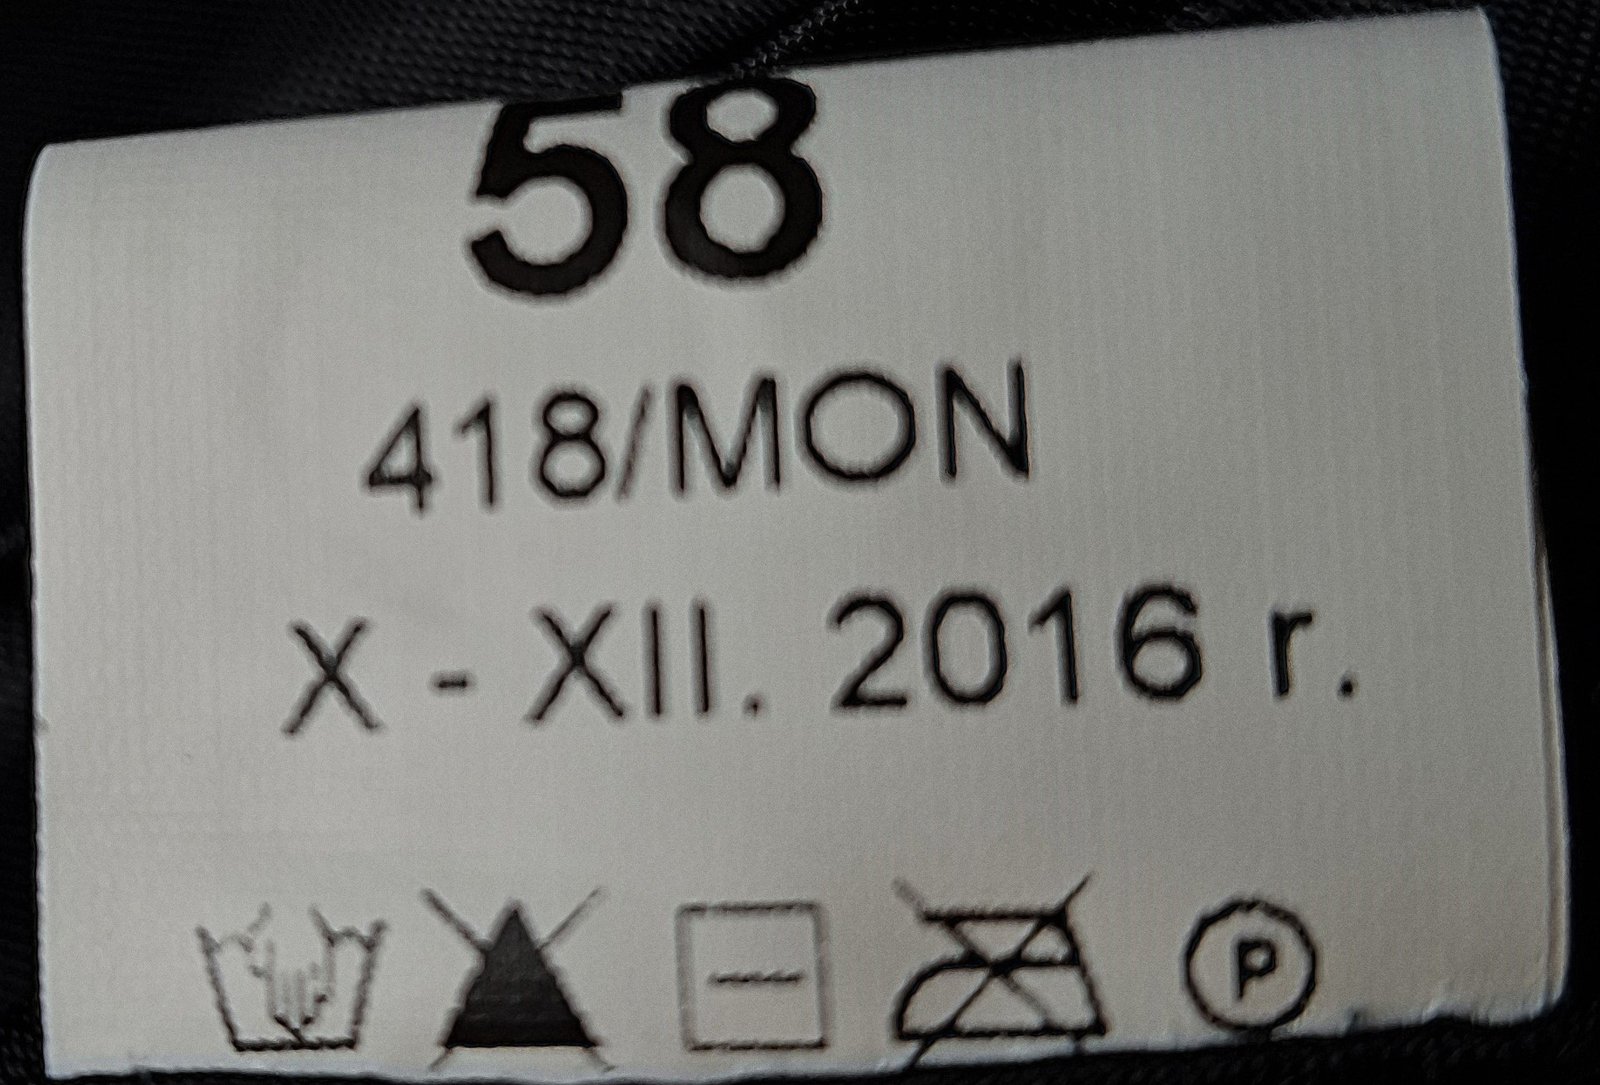 58
418/MON
X - XII. 2016 r.
P